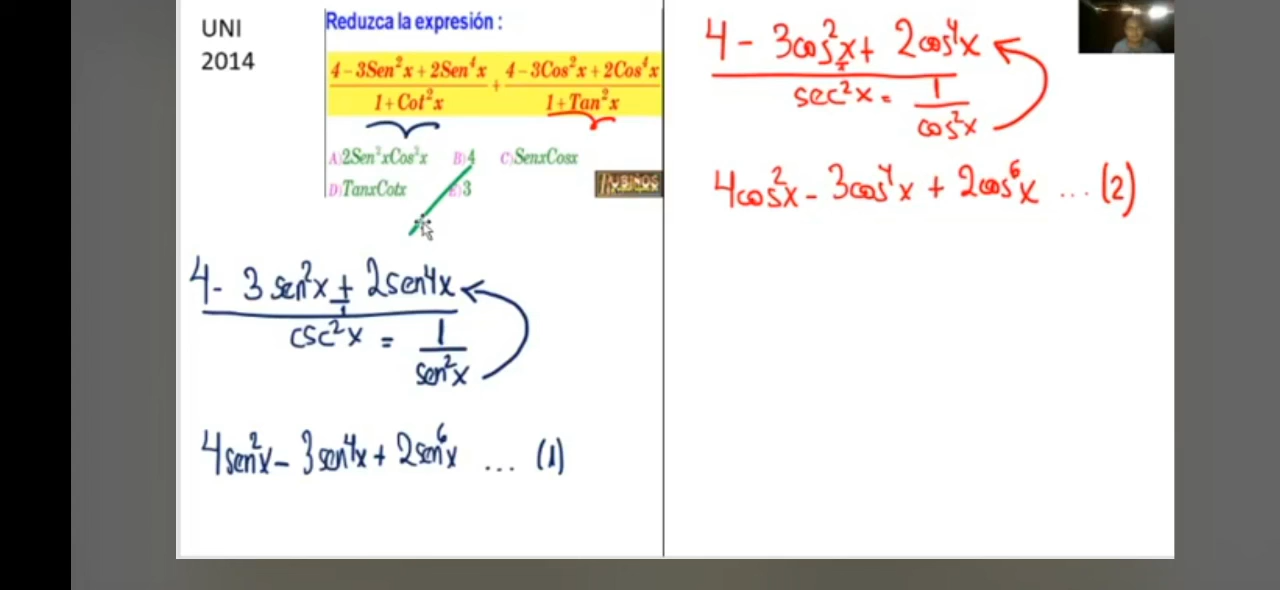 UNI
2014
Reduzca la expresión :
4-3Sen²x+2Sen⁴x / 1+Cot²x + 4-3Cos²x+2Cos⁴x / 1+Tan²x
A)2Sen²xCos²x B)4 C)SenxCosx
D)TanxCotx E)3
RUBIÑOS
4 - 3 sen²x + 2sen⁴x
1
csc²x = 1 / sen²x
4sen²x - 3sen⁴x + 2sen⁶x ... (1)
4 - 3cos²x + 2cos⁴x
sec²x = 1 / cos²x
4cos²x - 3cos⁴x + 2cos⁶x ... (2)